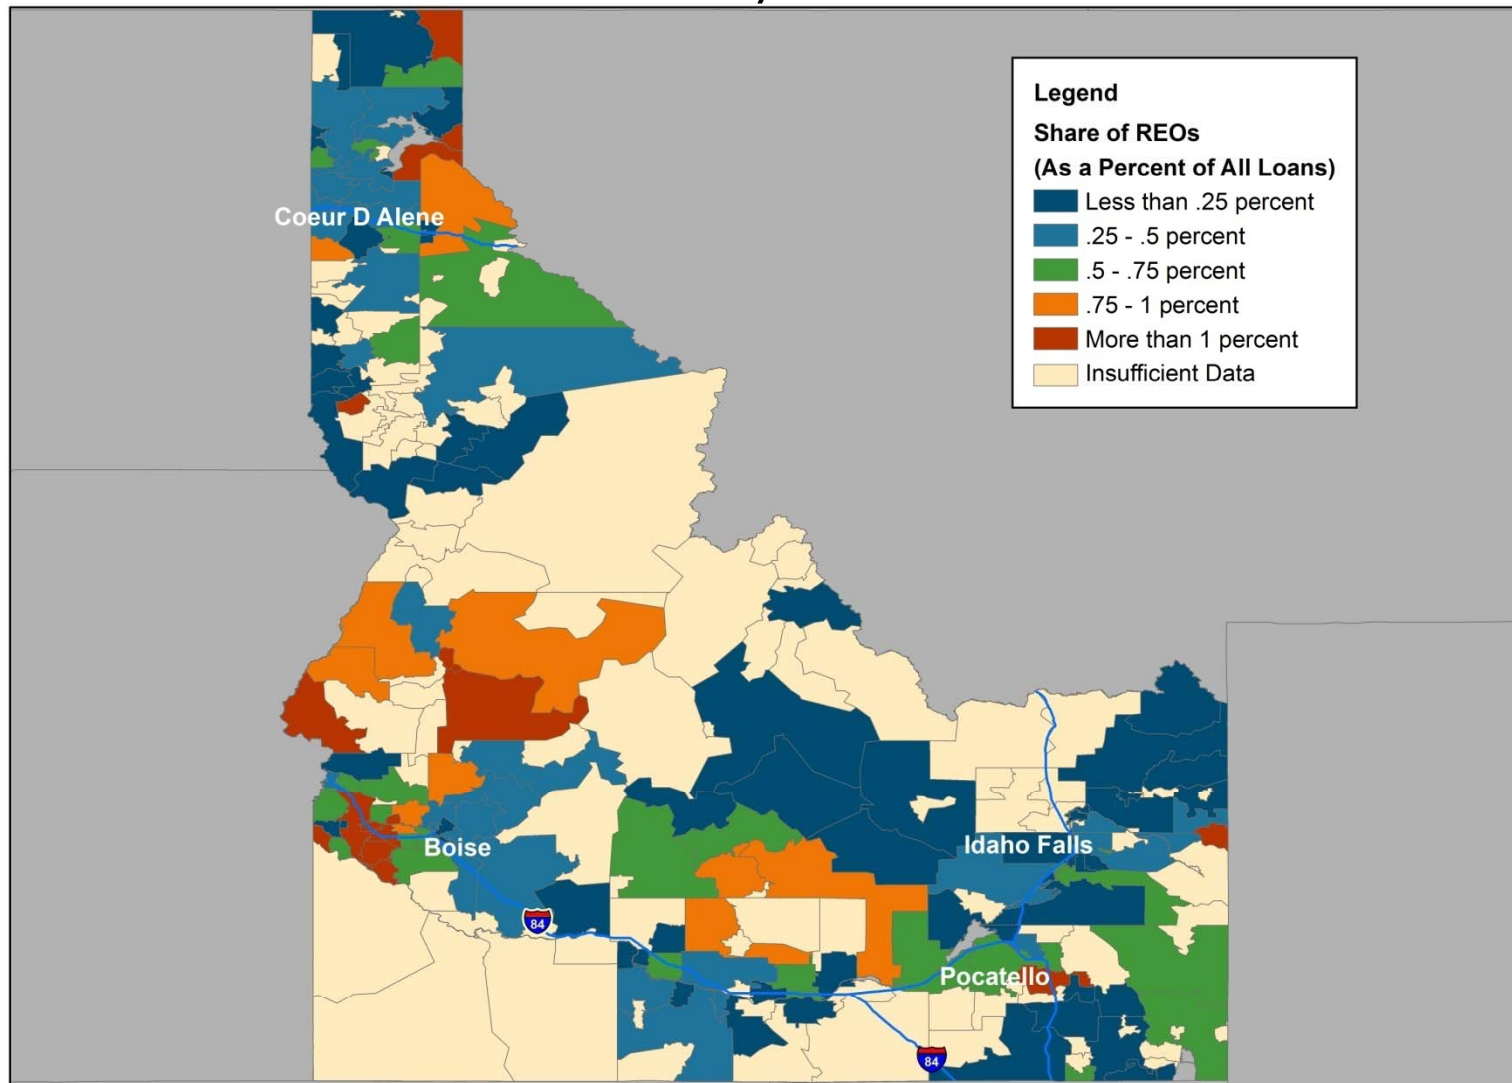 Legend
Share of REOs
(As a Percent of All Loans)
Less than .25 percent
.25 - .5 percent
.5 - .75 percent
.75 - 1 percent
More than 1 percent
Insufficient Data
Coeur D Alene
Boise
Idaho Falls
84
Pocatello
84